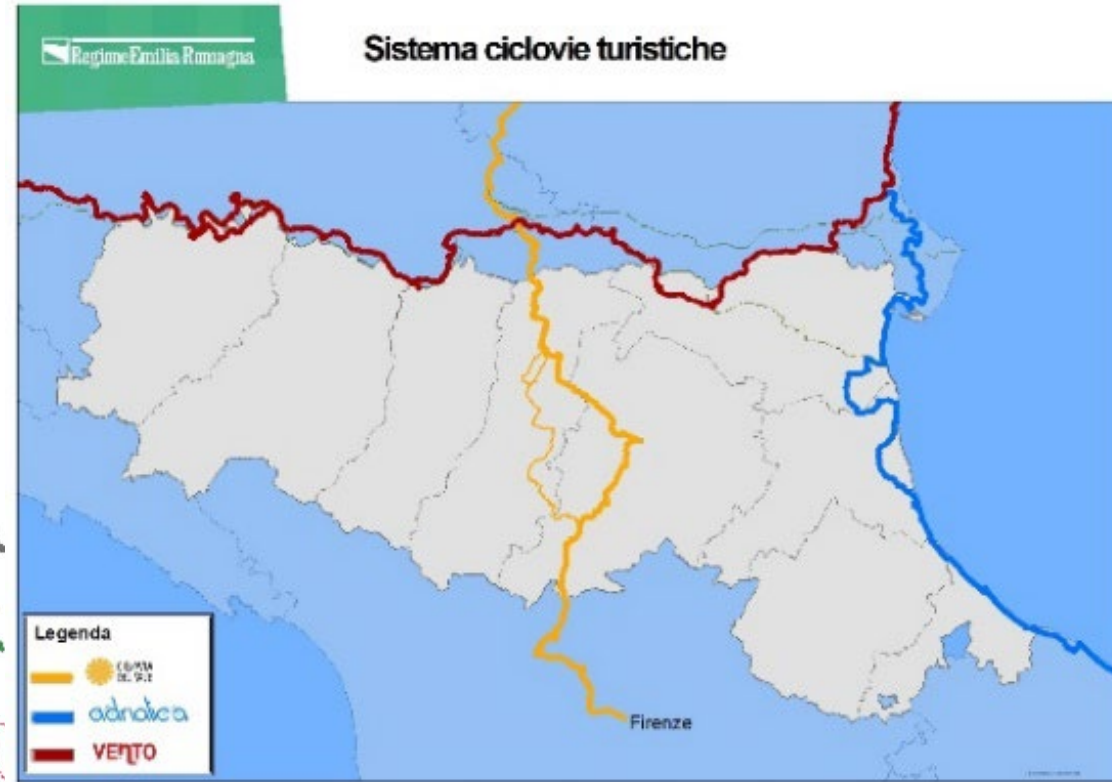 Regione Emilia Romagna
Sistema ciclovie turistiche
Legenda
adriatica
VENTO
Firenze